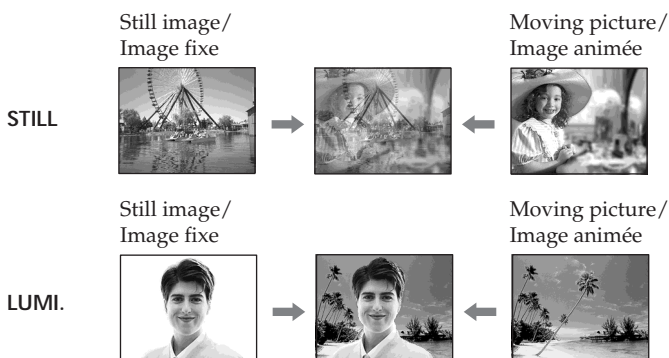 Still image/
Image fixe
Moving picture/
Image animée
STILL
Still image/
Image fixe
Moving picture/
Image animée
LUMI.